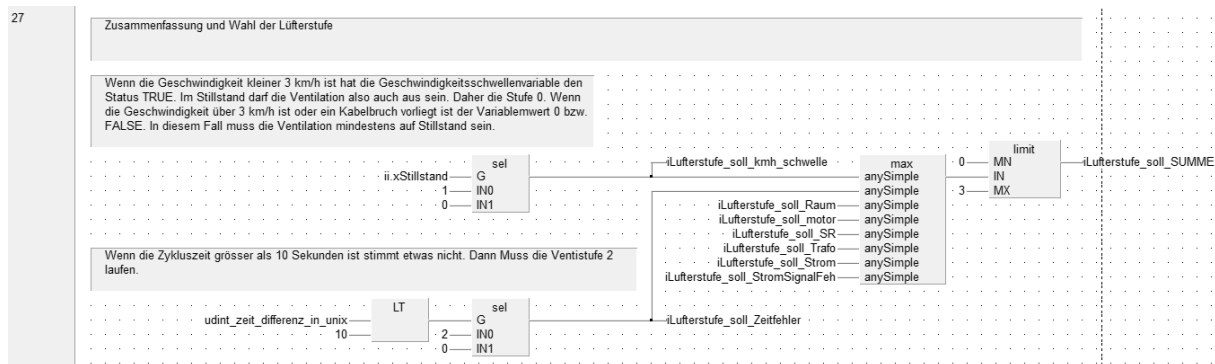 27
Zusammenfassung und Wahl der Lüfterstufe
Wenn die Geschwindigkeit kleiner 3 km/h ist hat die Geschwindigkeitsschwellenvariable den
Status TRUE. Im Stillstand darf die Ventilation also auch aus sein. Daher die Stufe 0. Wenn
die Geschwindigkeit über 3 km/h ist oder ein Kabelbruch vorliegt ist der Variablemwert 0 bzw.
FALSE. In diesem Fall muss die Ventilation mindestens auf Stillstand sein.
sel
ii.xStillstand G
1 IN0
0 IN1
iLufterstufe_soll_kmh_schwelle
max
anySimple
anySimple
iLufterstufe_soll_Raum anySimple
iLufterstufe_soll_motor anySimple
iLufterstufe_soll_SR anySimple
iLufterstufe_soll_Trafo anySimple
iLufterstufe_soll_Strom anySimple
iLufterstufe_soll_StromSignalFeh anySimple
limit
0 MN
IN
3 MX
iLufterstufe_soll_SUMME
Wenn die Zykluszeit grösser als 10 Sekunden ist stimmt etwas nicht. Dann Muss die Ventistufe 2
laufen.
LT
udint_zeit_differenz_in_unix
10
sel
G
2 IN0
0 IN1
iLufterstufe_soll_Zeitfehler